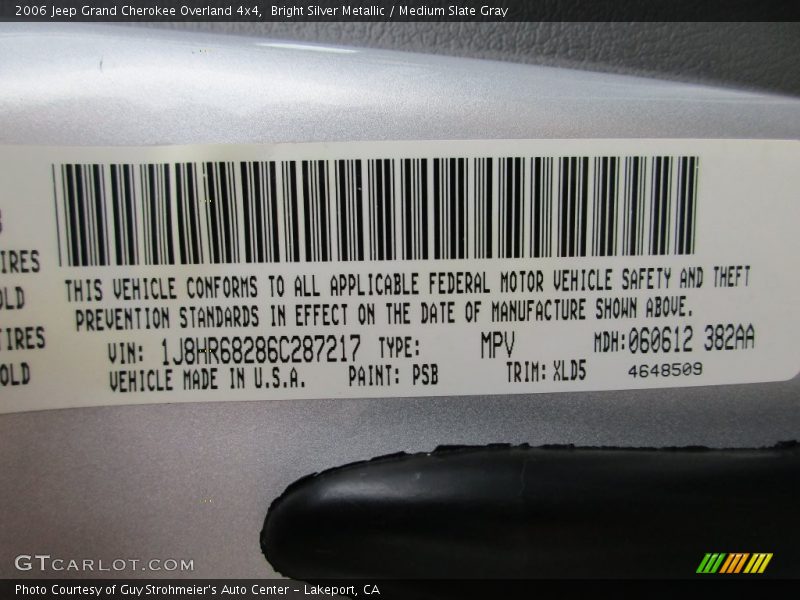 2006 Jeep Grand Cherokee Overland 4x4, Bright Silver Metallic / Medium Slate Gray
IRES
OLD
TIRES
OLD
THIS VEHICLE CONFORMS TO ALL APPLICABLE FEDERAL MOTOR VEHICLE SAFETY AND THEFT
PREVENTION STANDARDS IN EFFECT ON THE DATE OF MANUFACTURE SHOWN ABOVE.
VIN: 1J8HR68286C287217 TYPE: MPV MDH:060612 382AA
VEHICLE MADE IN U.S.A. PAINT: PSB TRIM: XLD5 4648509
GTCARLOT.COM
Photo Courtesy of Guy Strohmeier's Auto Center - Lakeport, CA